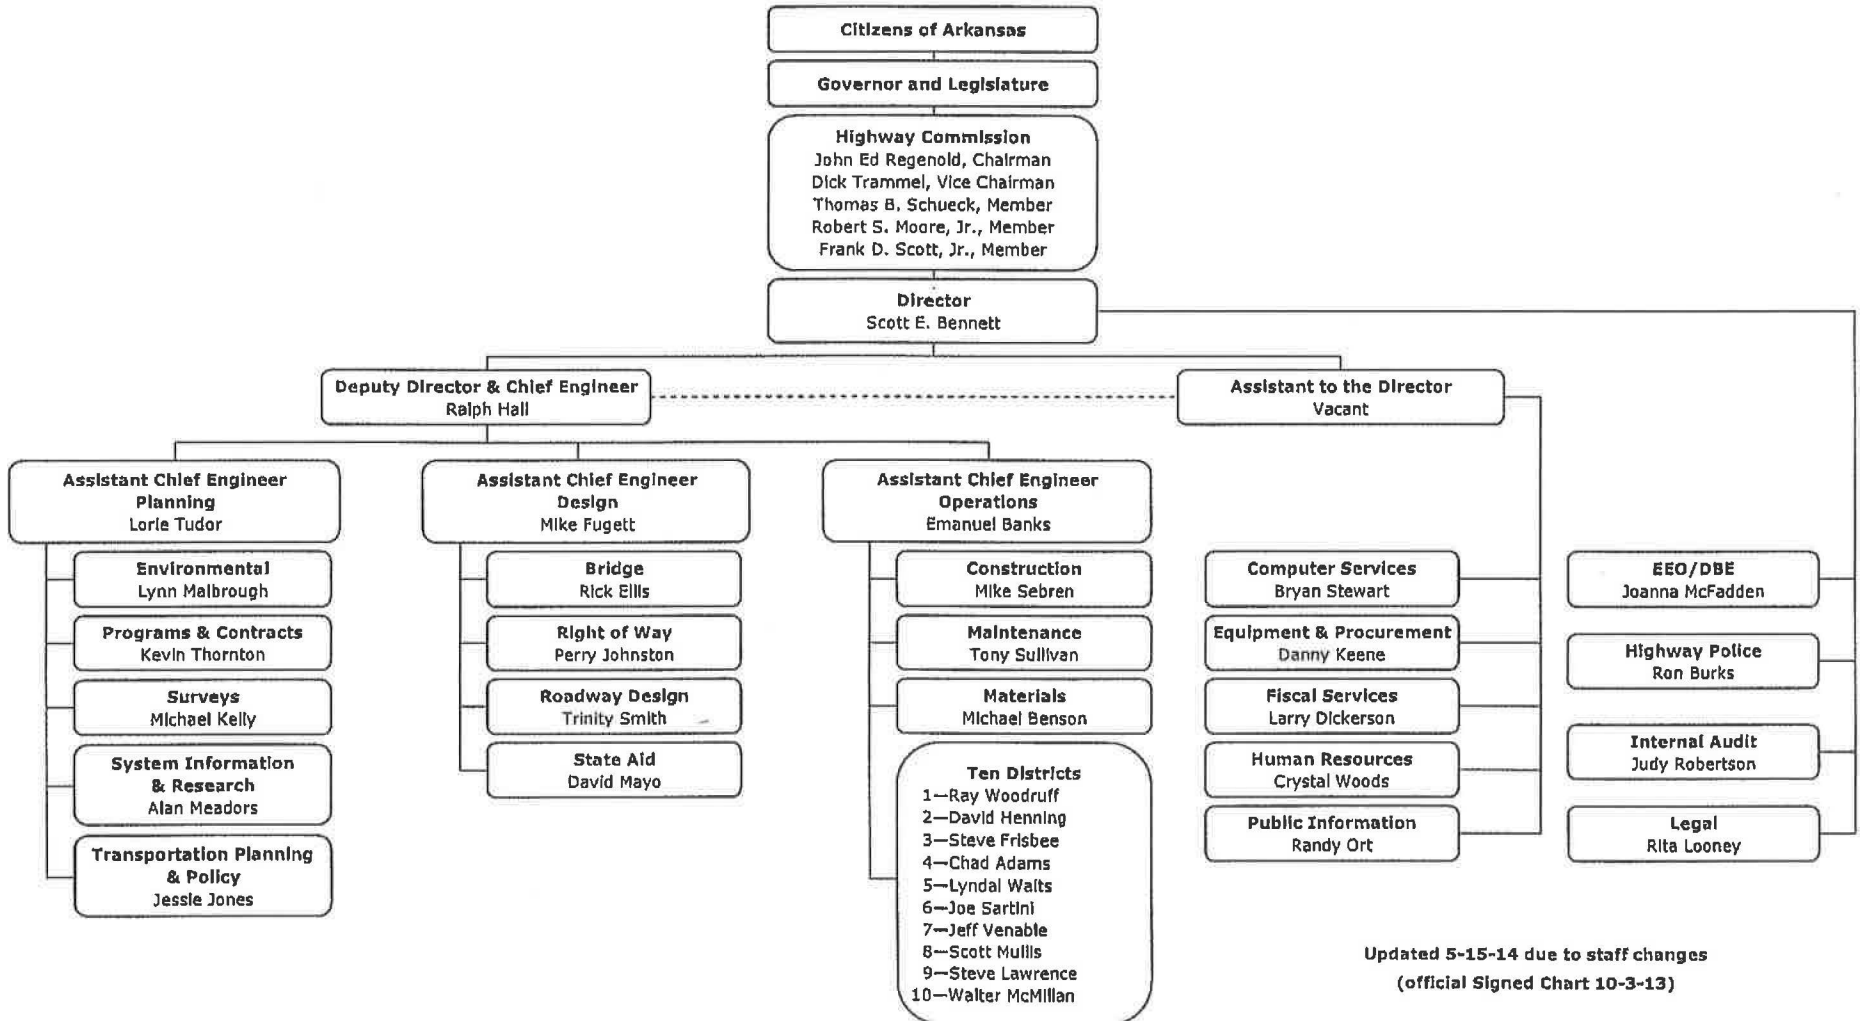 Citizens of Arkansas
Governor and Legislature
Highway Commission
John Ed Regenold, Chairman
Dick Trammel, Vice Chairman
Thomas B. Schueck, Member
Robert S. Moore, Jr., Member
Frank D. Scott, Jr., Member
Director
Scott E. Bennett
Deputy Director & Chief Engineer
Ralph Hall
Assistant to the Director
Vacant
Assistant Chief Engineer
Planning
Lorie Tudor
Assistant Chief Engineer
Design
Mike Fugett
Assistant Chief Engineer
Operations
Emanuel Banks
Environmental
Lynn Malbrough
Programs & Contracts
Kevin Thornton
Surveys
Michael Kelly
System Information
& Research
Alan Meadors
Transportation Planning
& Policy
Jessie Jones
Bridge
Rick Ellis
Right of Way
Perry Johnston
Roadway Design
Trinity Smith
State Aid
David Mayo
Construction
Mike Sebren
Maintenance
Tony Sullivan
Materials
Michael Benson
Ten Districts
1—Ray Woodruff
2—David Henning
3—Steve Frisbee
4—Chad Adams
5—Lyndal Waits
6—Joe Sartini
7—Jeff Venable
8—Scott Mullis
9—Steve Lawrence
10—Walter McMillan
Computer Services
Bryan Stewart
Equipment & Procurement
Danny Keene
Fiscal Services
Larry Dickerson
Human Resources
Crystal Woods
Public Information
Randy Ort
EEO/DBE
Joanna McFadden
Highway Police
Ron Burks
Internal Audit
Judy Robertson
Legal
Rita Looney
Updated 5-15-14 due to staff changes
(official Signed Chart 10-3-13)